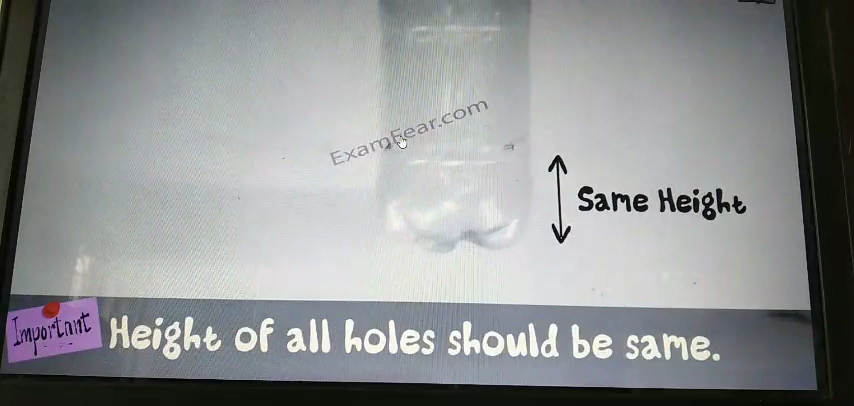 ExamFear.com
Same Height
Important
Height of all holes should be same.